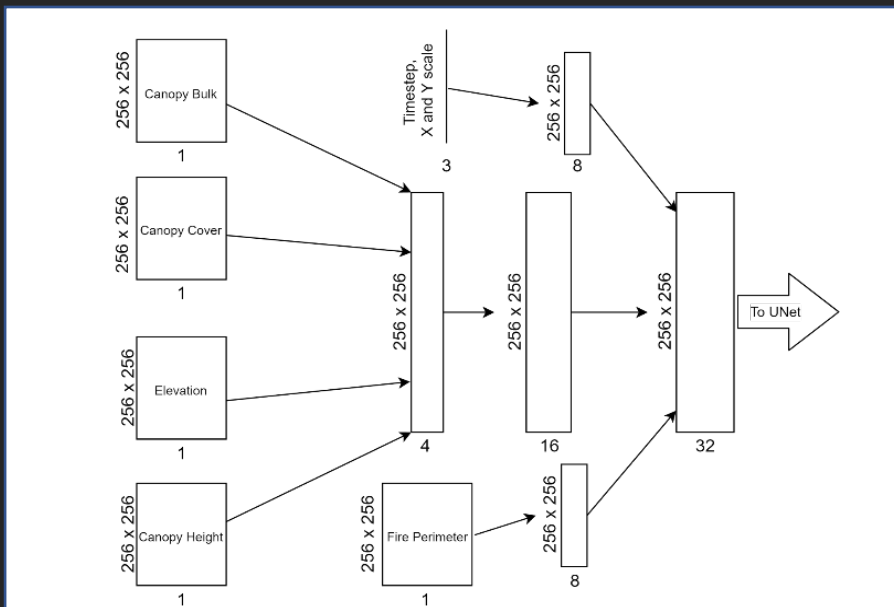 256 x 256
Canopy Bulk
1
256 x 256
Canopy Cover
1
256 x 256
Elevation
1
256 x 256
Canopy Height
1
Timestep,
X and Y scale
3
256 x 256
8
256 x 256
4
256 x 256
16
256 x 256
32
To UNet
256 x 256
Fire Perimeter
1
256 x 256
8